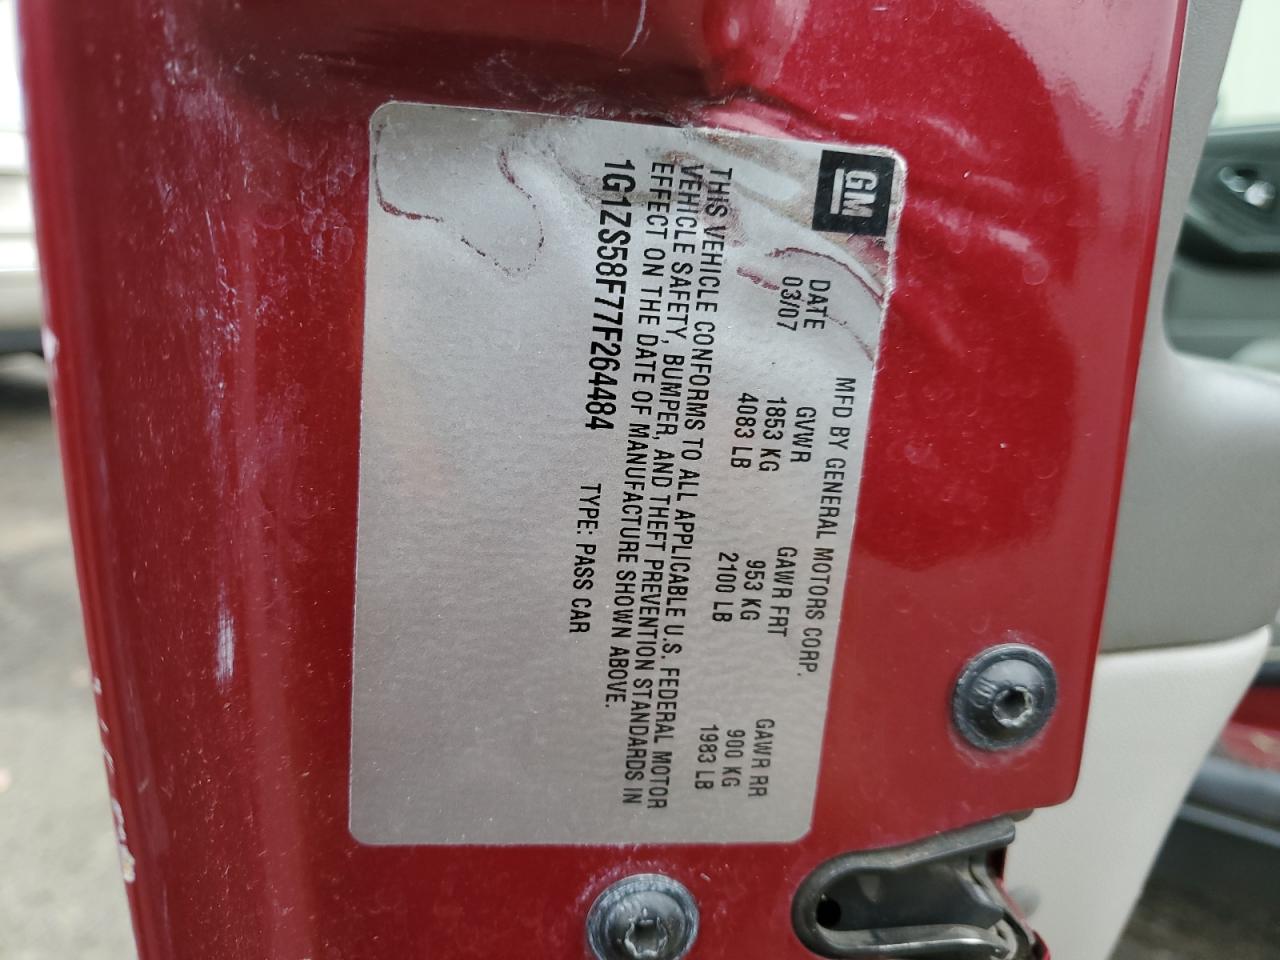 GM
MFD BY GENERAL MOTORS CORP.
DATE GVWR GAWR FRT GAWR RR
03/07 1853 KG 953 KG 900 KG
4083 LB 2100 LB 1983 LB
THIS VEHICLE CONFORMS TO ALL APPLICABLE U.S. FEDERAL MOTOR
VEHICLE SAFETY, BUMPER, AND THEFT PREVENTION STANDARDS IN
EFFECT ON THE DATE OF MANUFACTURE SHOWN ABOVE.
1G1ZS58F77F264484 TYPE: PASS CAR